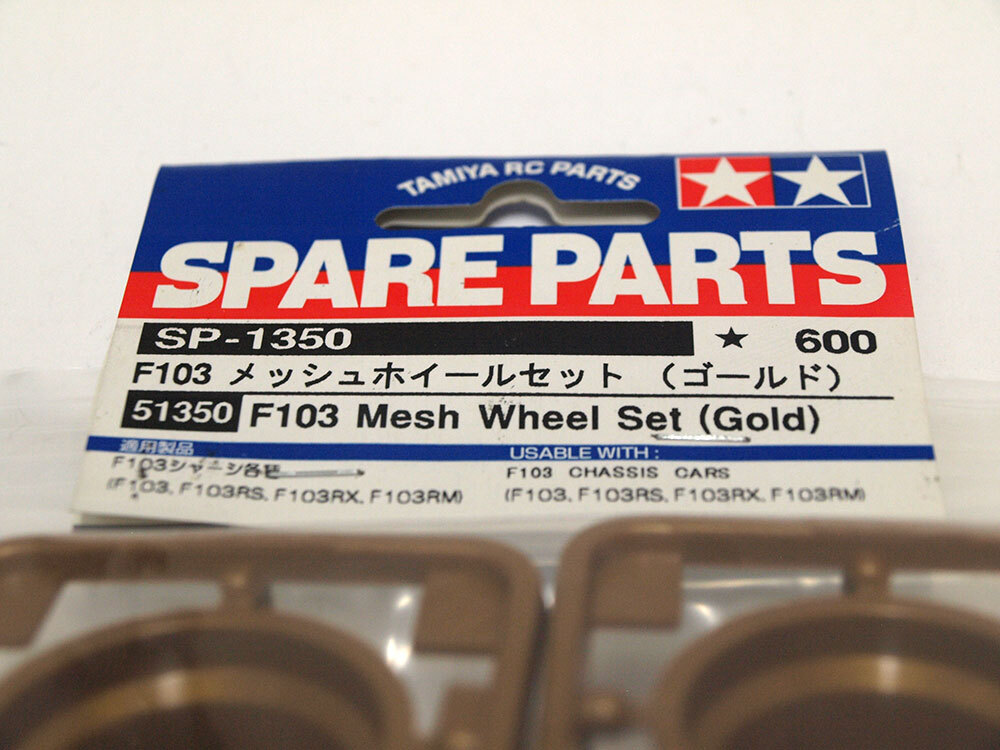 TAMIYA RC PARTS
SPARE PARTS
SP-1350 ★ 600
F103 メッシュホイールセット （ゴールド）
51350 F103 Mesh Wheel Set (Gold)
適用製品
F103シャーシ各種
(F103, F103RS, F103RX, F103RM)
USABLE WITH :
F103 CHASSIS CARS
(F103, F103RS, F103RX, F103RM)